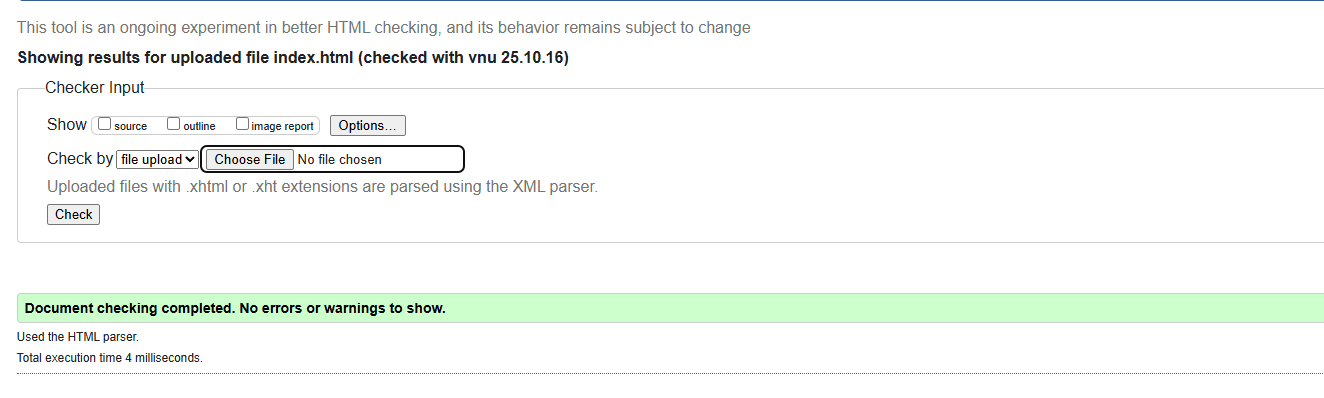 This tool is an ongoing experiment in better HTML checking, and its behavior remains subject to change
Showing results for uploaded file index.html (checked with vnu 25.10.16)
Checker Input
Show source outline image report Options...
Check by file upload Choose File No file chosen
Uploaded files with .xhtml or .xht extensions are parsed using the XML parser.
Check
Document checking completed. No errors or warnings to show.
Used the HTML parser.
Total execution time 4 milliseconds.